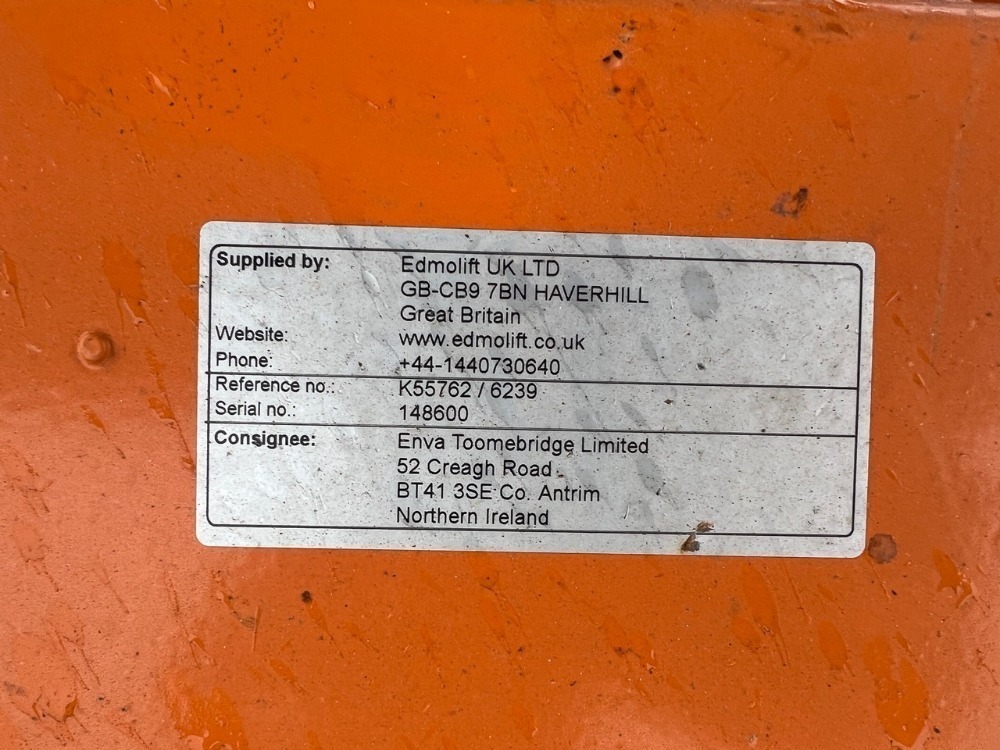 Supplied by: Edmolift UK LTD
GB-CB9 7BN HAVERHILL
Great Britain
Website: www.edmolift.co.uk
Phone: +44-1440730640
Reference no.: K55762 / 6239
Serial no.: 148600
Consignee: Enva Toomebridge Limited
52 Creagh Road
BT41 3SE Co. Antrim
Northern Ireland